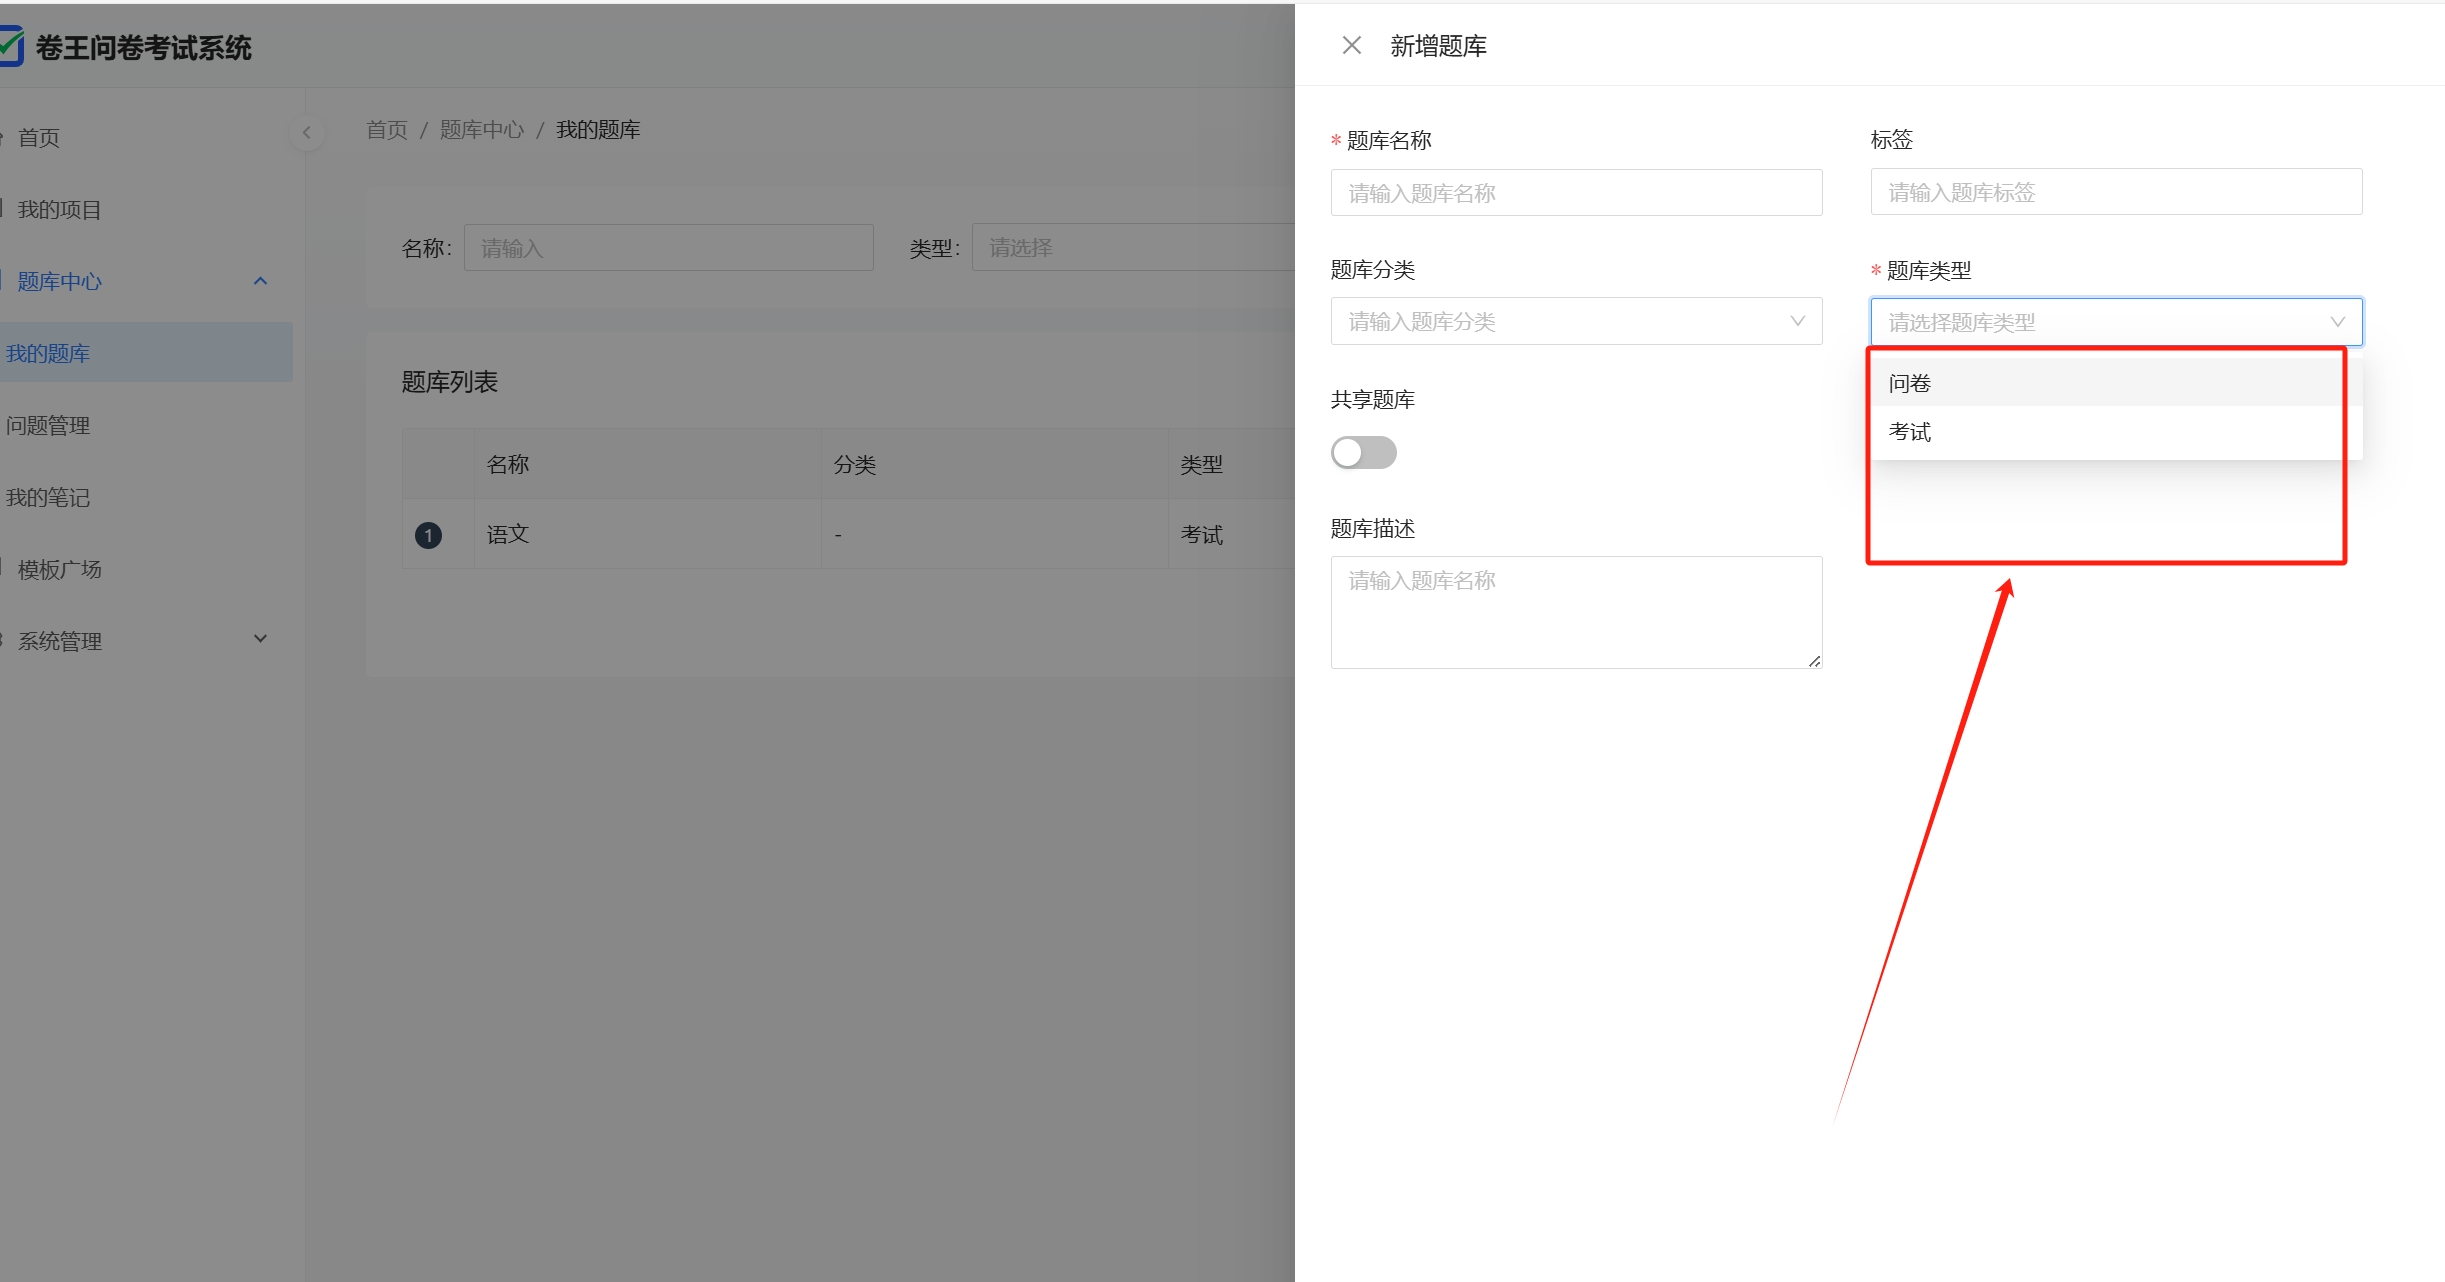 卷王问卷考试系统
首页
我的项目
题库中心
我的题库
问题管理
我的笔记
模板广场
系统管理
首页 / 题库中心 / 我的题库
名称: 请输入 类型: 请选择
题库列表
名称 分类 类型
1 语文 - 考试
新增题库
* 题库名称
请输入题库名称
标签
请输入题库标签
题库分类
请输入题库分类
* 题库类型
请选择题库类型
问卷
考试
共享题库
题库描述
请输入题库名称